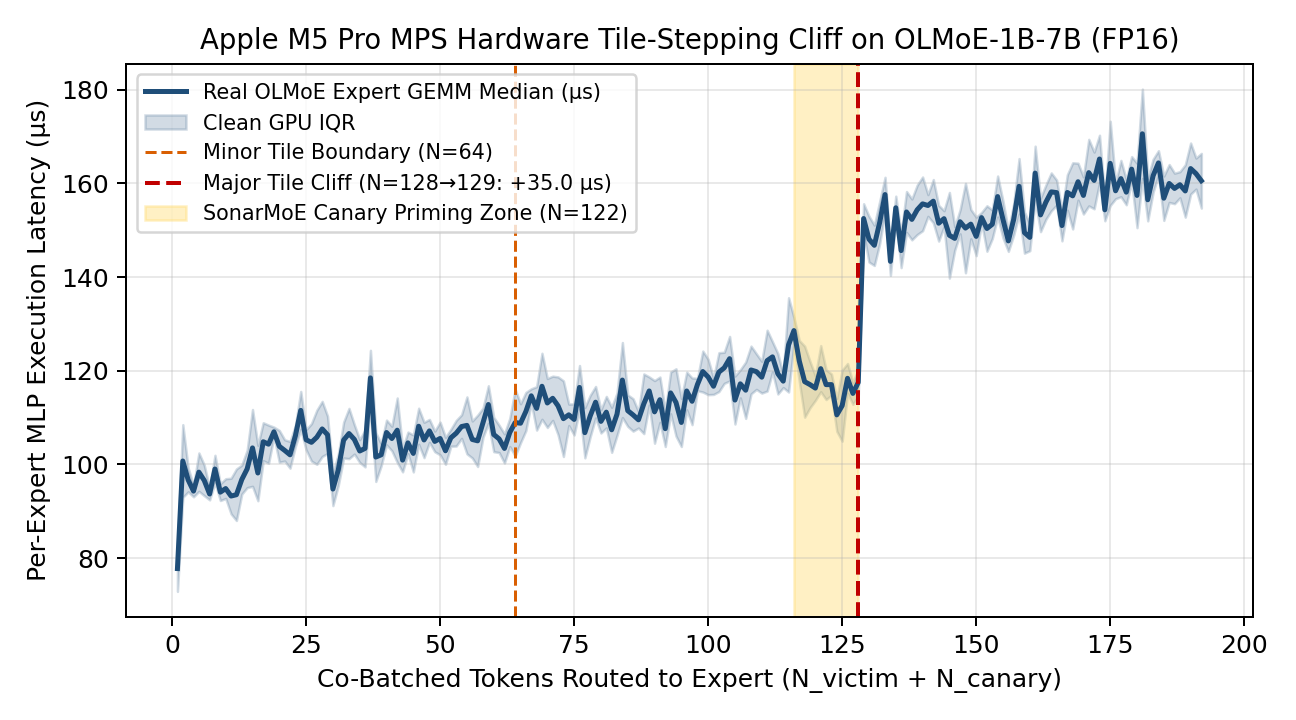 Apple M5 Pro MPS Hardware Tile-Stepping Cliff on OLMoE-1B-7B (FP16)
Real OLMoE Expert GEMM Median (µs)
Clean GPU IQR
Minor Tile Boundary (N=64)
Major Tile Cliff (N=128→129: +35.0 µs)
SonarMoE Canary Priming Zone (N=122)
Per-Expert MLP Execution Latency (µs)
180
160
140
120
100
80
0 25 50 75 100 125 150 175 200
Co-Batched Tokens Routed to Expert (N_victim + N_canary)